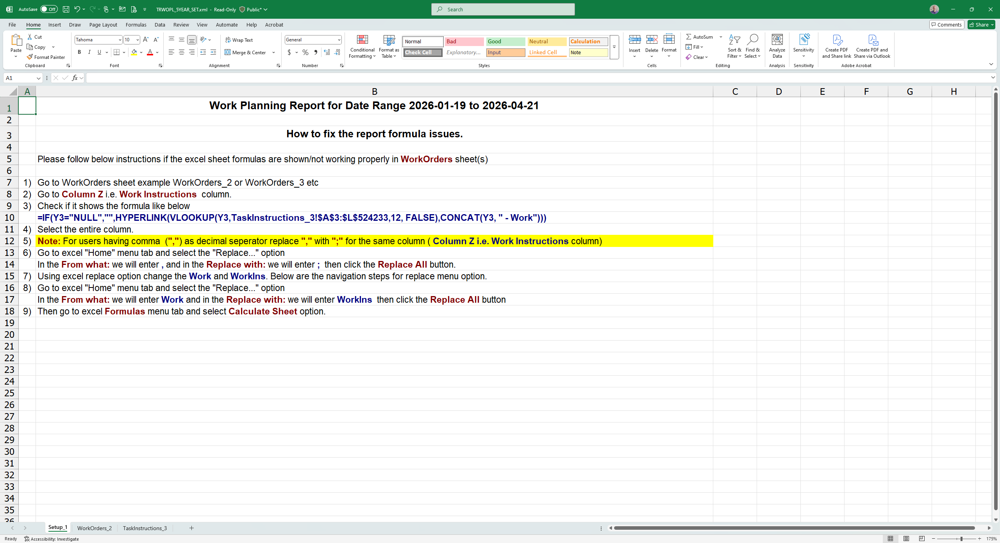 AutoSave Off TRWOPL_5YEAR_SET.xml - Read-Only Public* Search
File Home Insert Draw Page Layout Formulas Data Review View Automate Help Acrobat Comments Share
Paste Cut Copy Format Painter Clipboard
Tahoma 10 B I U Font
Wrap Text Merge & Center Alignment
General $ % Number
Conditional Formatting Format as Table
Normal Bad Good Neutral Calculation
Check Cell Explanatory... Input Linked Cell Note
Styles
Insert Delete Format Cells
AutoSum Fill Clear Sort & Filter Find & Select Editing
Analyze Data Analysis
Sensitivity Sensitivity
Create PDF and Share link Create PDF and Share via Outlook Adobe Acrobat
A1 fx
A B C D E F G H
1 Work Planning Report for Date Range 2026-01-19 to 2026-04-21
2
3 How to fix the report formula issues.
4
5 Please follow below instructions if the excel sheet formulas are shown/not working properly in WorkOrders sheet(s)
6
7 1) Go to WorkOrders sheet example WorkOrders_2 or WorkOrders_3 etc
8 2) Go to Column Z i.e. Work Instructions column.
9 3) Check if it shows the formula like below
10 =IF(Y3="NULL","",HYPERLINK(VLOOKUP(Y3,TaskInstructions_3!$A$3:$L$524233,12, FALSE),CONCAT(Y3, " - Work")))
11 4) Select the entire column.
12 5) Note: For users having comma (",") as decimal seperator replace "," with ";" for the same column ( Column Z i.e. Work Instructions column)
13 6) Go to excel "Home" menu tab and select the "Replace..." option
14 In the From what: we will enter , and in the Replace with: we will enter ; then click the Replace All button.
15 7) Using excel replace option change the Work and WorkIns. Below are the navigation steps for replace menu option.
16 8) Go to excel "Home" menu tab and select the "Replace..." option
17 In the From what: we will enter Work and in the Replace with: we will enter WorkIns then click the Replace All button
18 9) Then go to excel Formulas menu tab and select Calculate Sheet option.
19
20
21
22
23
24
25
26
27
28
29
30
31
32
33
34
35
36
Setup_1 WorkOrders_2 TaskInstructions_3
Ready Accessibility: Investigate 175%